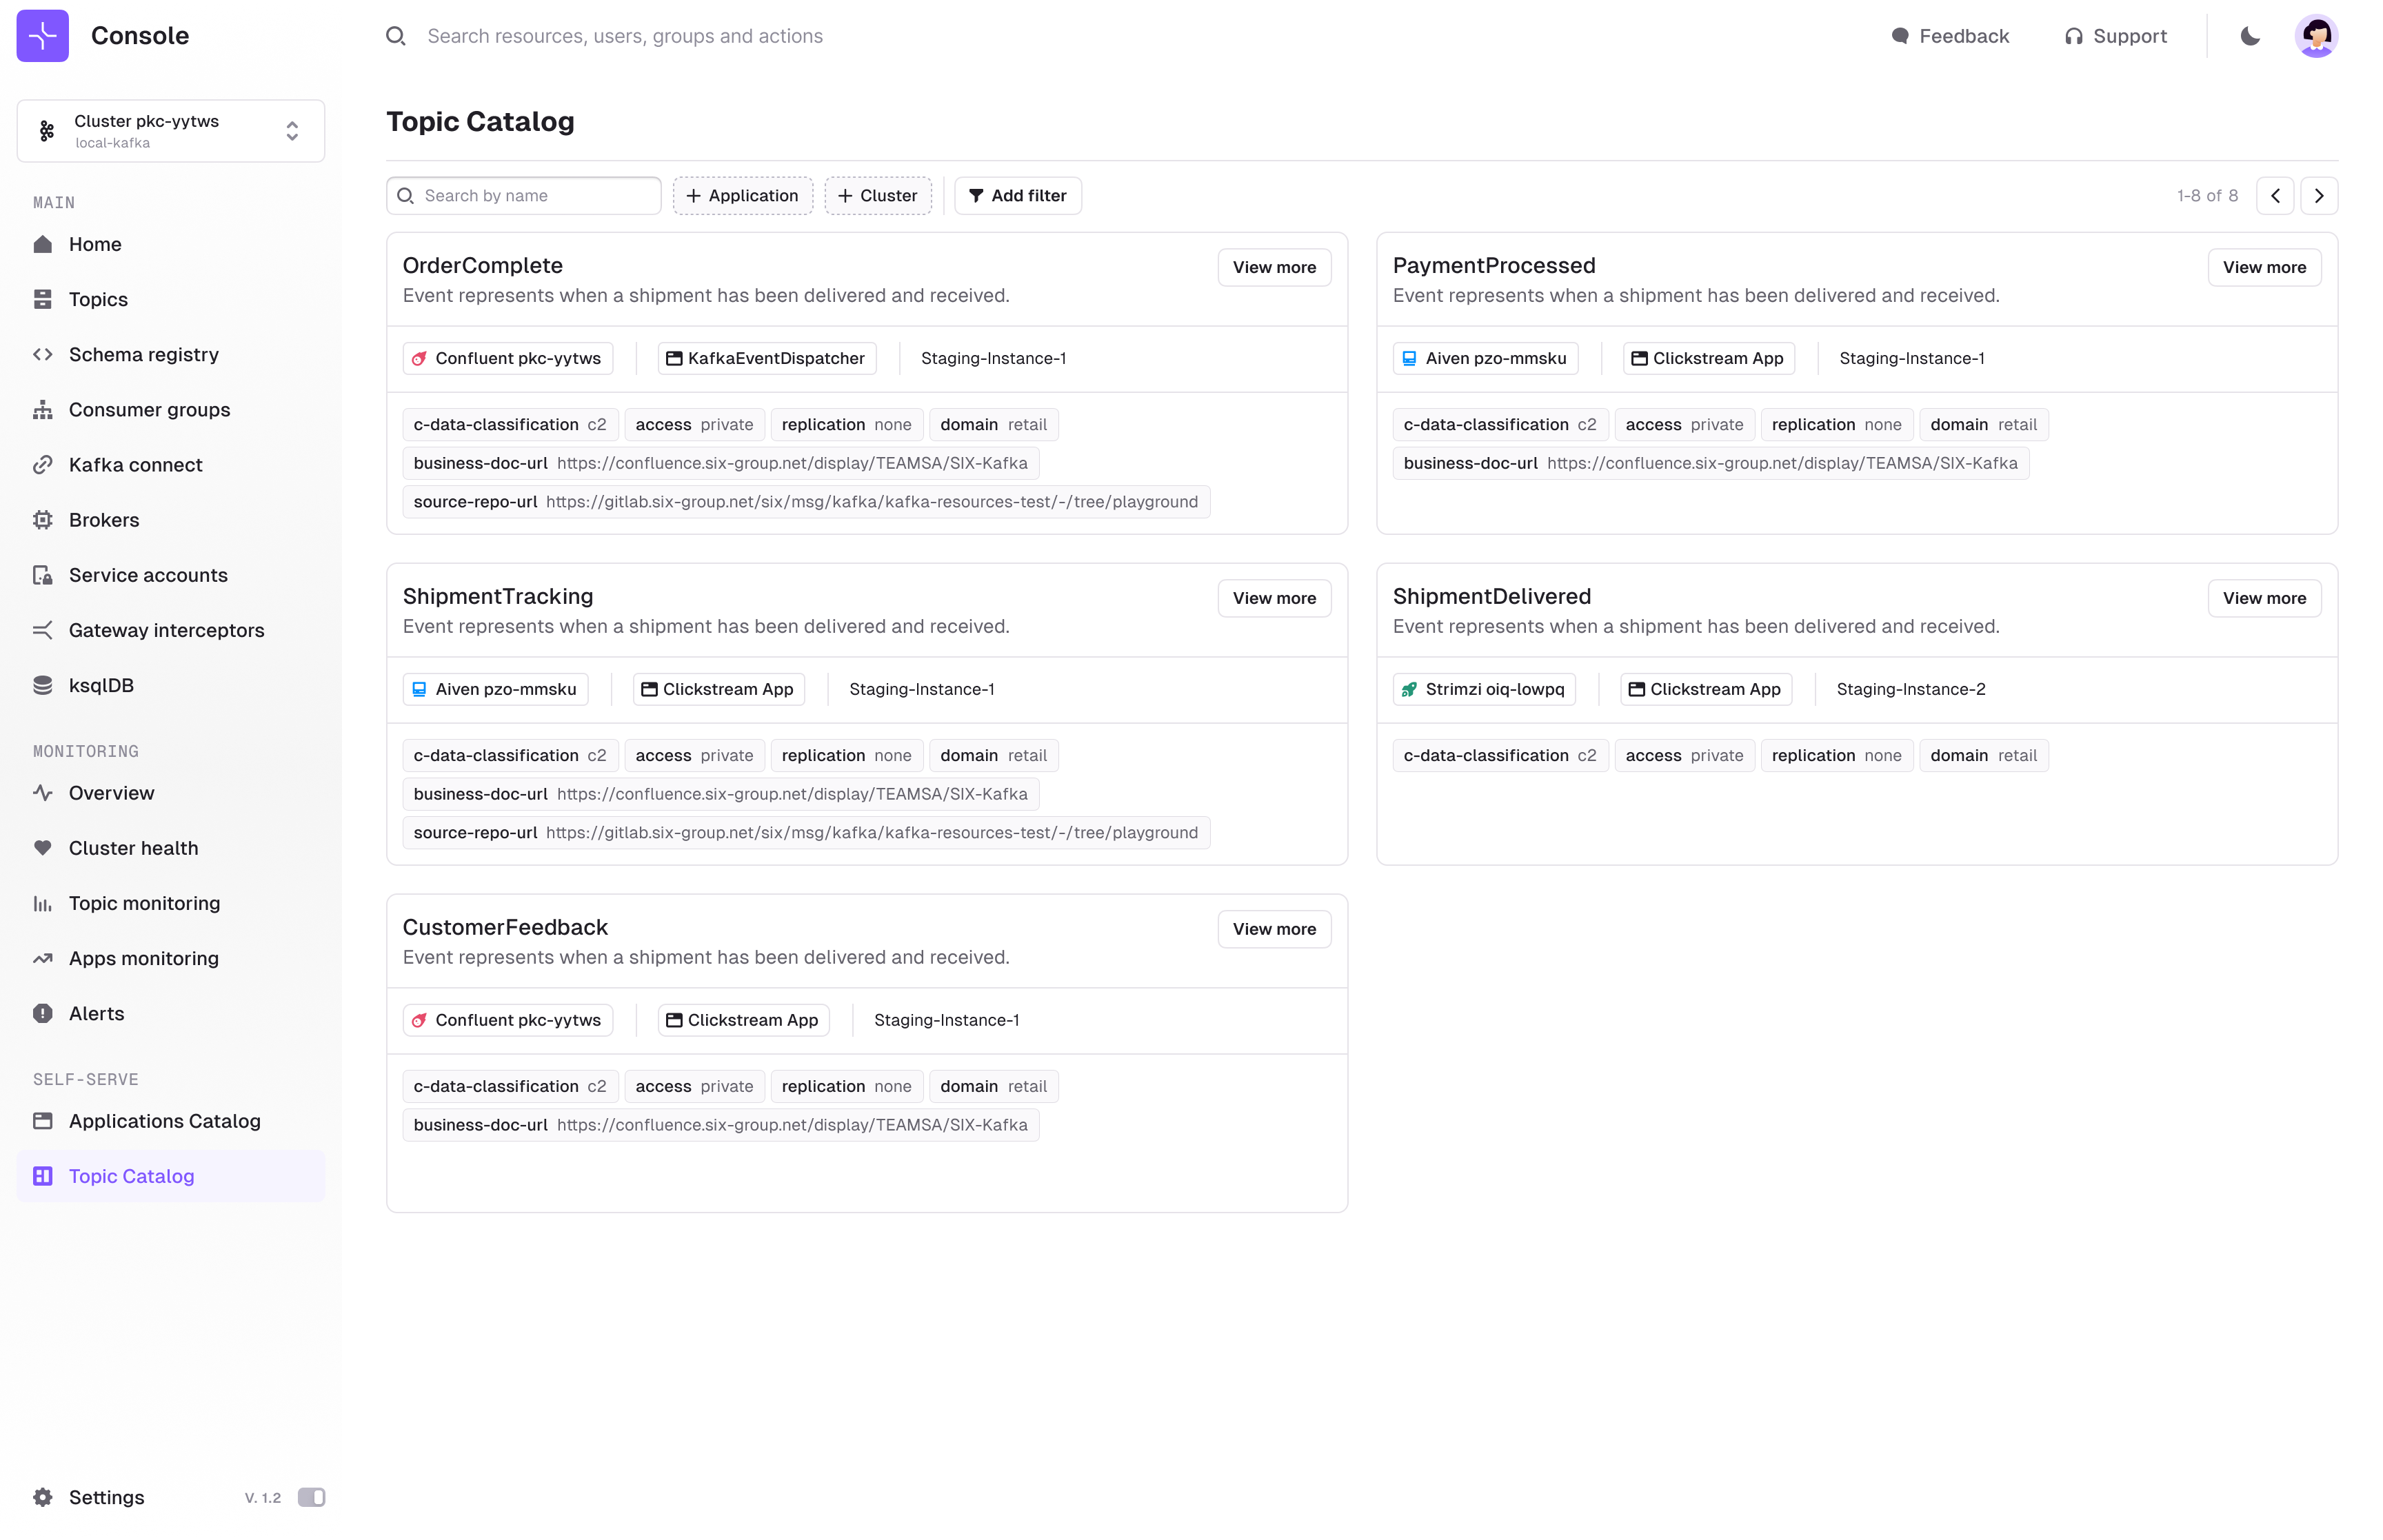 Console
Search resources, users, groups and actions
Feedback
Support
Cluster pkc-yytws
local-kafka
MAIN
Home
Topics
Schema registry
Consumer groups
Kafka connect
Brokers
Service accounts
Gateway interceptors
ksqlDB
MONITORING
Overview
Cluster health
Topic monitoring
Apps monitoring
Alerts
SELF-SERVE
Applications Catalog
Topic Catalog
Settings
V. 1.2
Topic Catalog
Search by name
Application
Cluster
Add filter
1-8 of 8
OrderComplete
View more
Event represents when a shipment has been delivered and received.
Confluent pkc-yytws
KafkaEventDispatcher
Staging-Instance-1
c-data-classification c2 access private replication none domain retail
business-doc-url https://confluence.six-group.net/display/TEAMSA/SIX-Kafka
source-repo-url https://gitlab.six-group.net/six/msg/kafka/kafka-resources-test/-/tree/playground
PaymentProcessed
View more
Event represents when a shipment has been delivered and received.
Aiven pzo-mmsku
Clickstream App
Staging-Instance-1
c-data-classification c2 access private replication none domain retail
business-doc-url https://confluence.six-group.net/display/TEAMSA/SIX-Kafka
ShipmentTracking
View more
Event represents when a shipment has been delivered and received.
Aiven pzo-mmsku
Clickstream App
Staging-Instance-1
c-data-classification c2 access private replication none domain retail
business-doc-url https://confluence.six-group.net/display/TEAMSA/SIX-Kafka
source-repo-url https://gitlab.six-group.net/six/msg/kafka/kafka-resources-test/-/tree/playground
ShipmentDelivered
View more
Event represents when a shipment has been delivered and received.
Strimzi oiq-lowpq
Clickstream App
Staging-Instance-2
c-data-classification c2 access private replication none domain retail
CustomerFeedback
View more
Event represents when a shipment has been delivered and received.
Confluent pkc-yytws
Clickstream App
Staging-Instance-1
c-data-classification c2 access private replication none domain retail
business-doc-url https://confluence.six-group.net/display/TEAMSA/SIX-Kafka